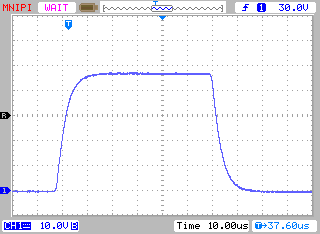 MNIPI WAIT T 1 30.0V
T
R
1
CH1 10.0V B Time 10.00us T→37.60us